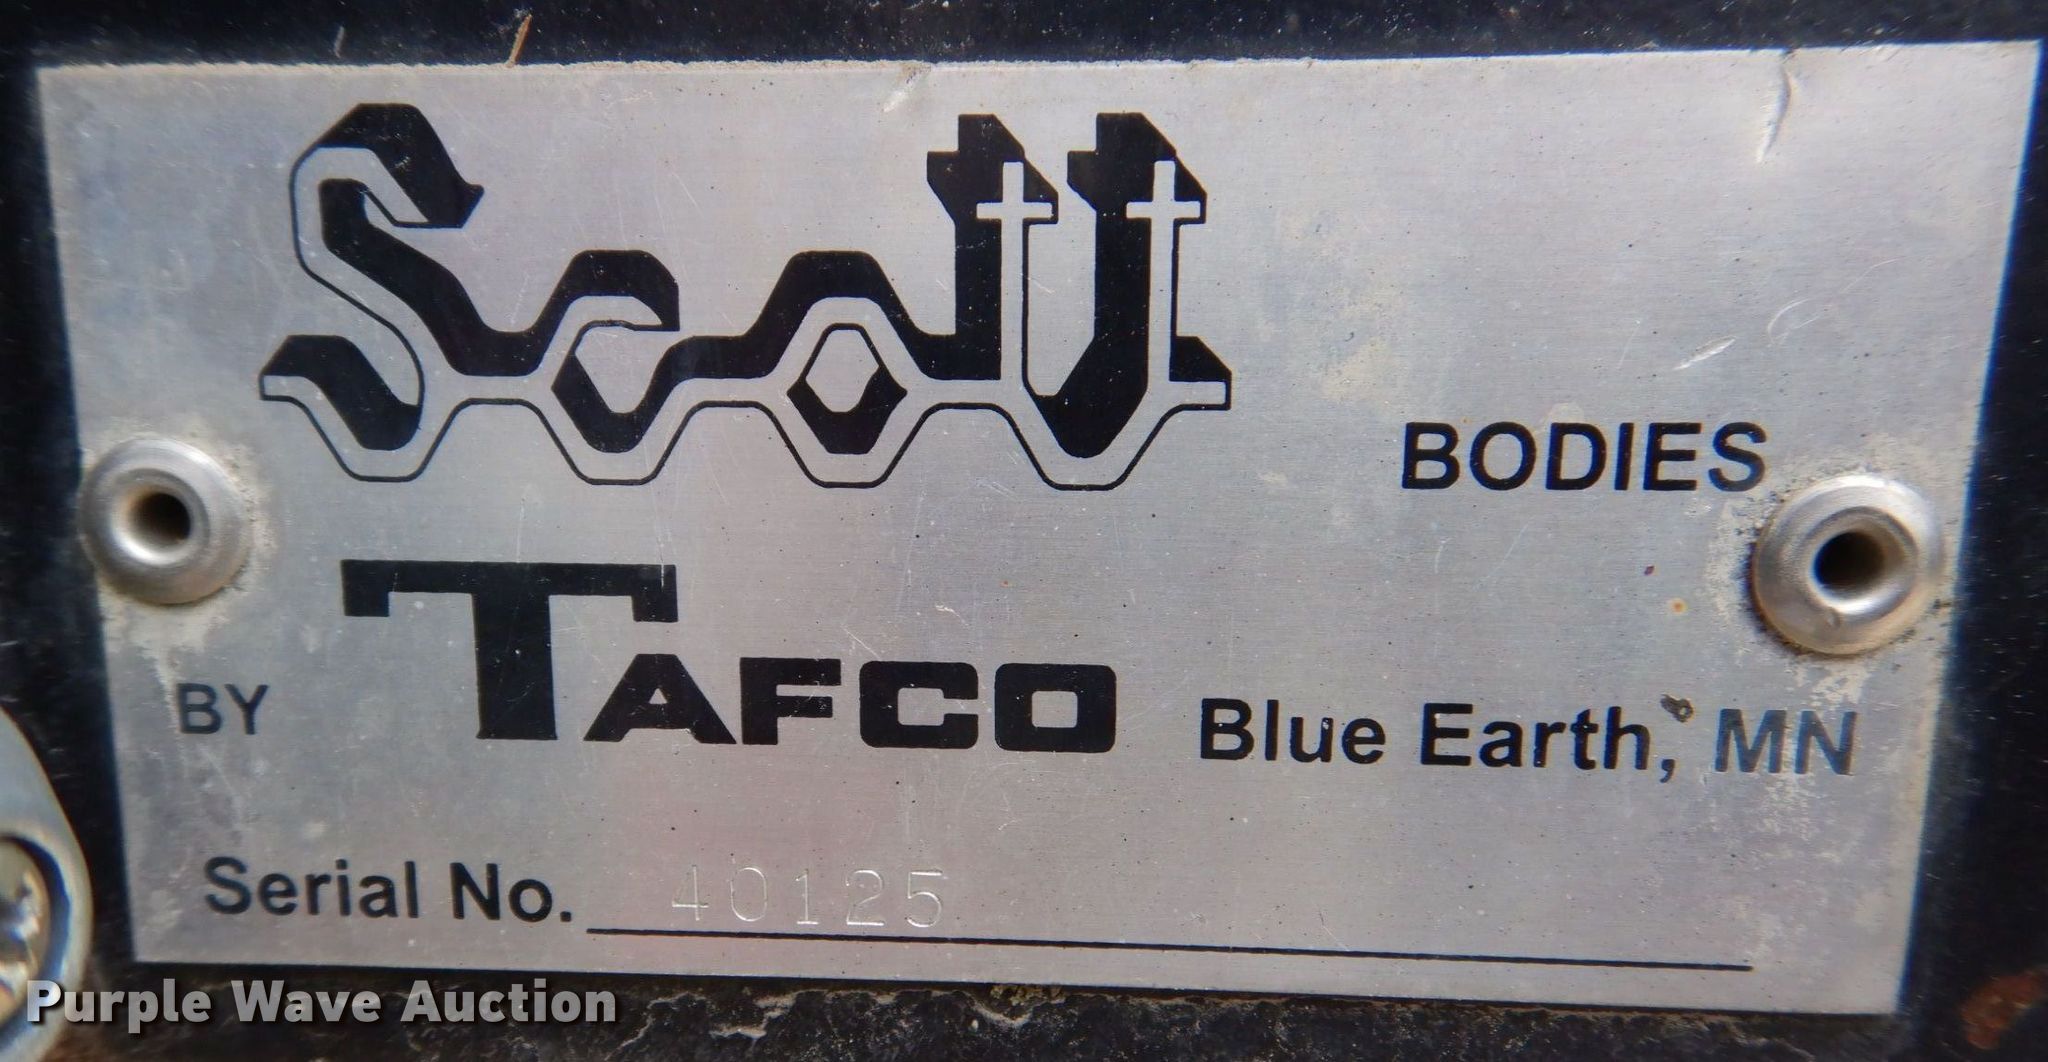 Scott BODIES
BY TAFCO Blue Earth, MN
Serial No. 40125
Purple Wave Auction